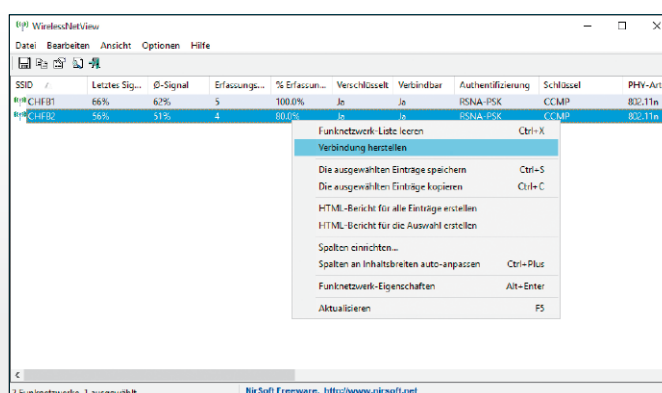 WirelessNetView
Datei Bearbeiten Ansicht Optionen Hilfe
SSID Letztes Sig... Ø-Signal Erfassungs... % Erfassun... Verschlüsselt Verbindbar Authentifizierung Schlüssel PHY-Art
CHFB1 66% 62% 5 100.0% Ja Ja RSNA-PSK CCMP 802.11n
CHFB2 56% 51% 4 80.0% Ja Ja RSNA-PSK CCMP 802.11n
Funknetzwerk-Liste leeren Ctrl+X
Verbindung herstellen
Die ausgewählten Einträge speichern Ctrl+S
Die ausgewählten Einträge kopieren Ctrl+C
HTML-Bericht für alle Einträge erstellen
HTML-Bericht für die Auswahl erstellen
Spalten einrichten...
Spalten an Inhaltsbreiten auto-anpassen Ctrl+Plus
Funknetzwerk-Eigenschaften Alt+Enter
Aktualisieren F5
2 Funknetzwerke, 1 ausgewählt NirSoft Freeware. http://www.nirsoft.net